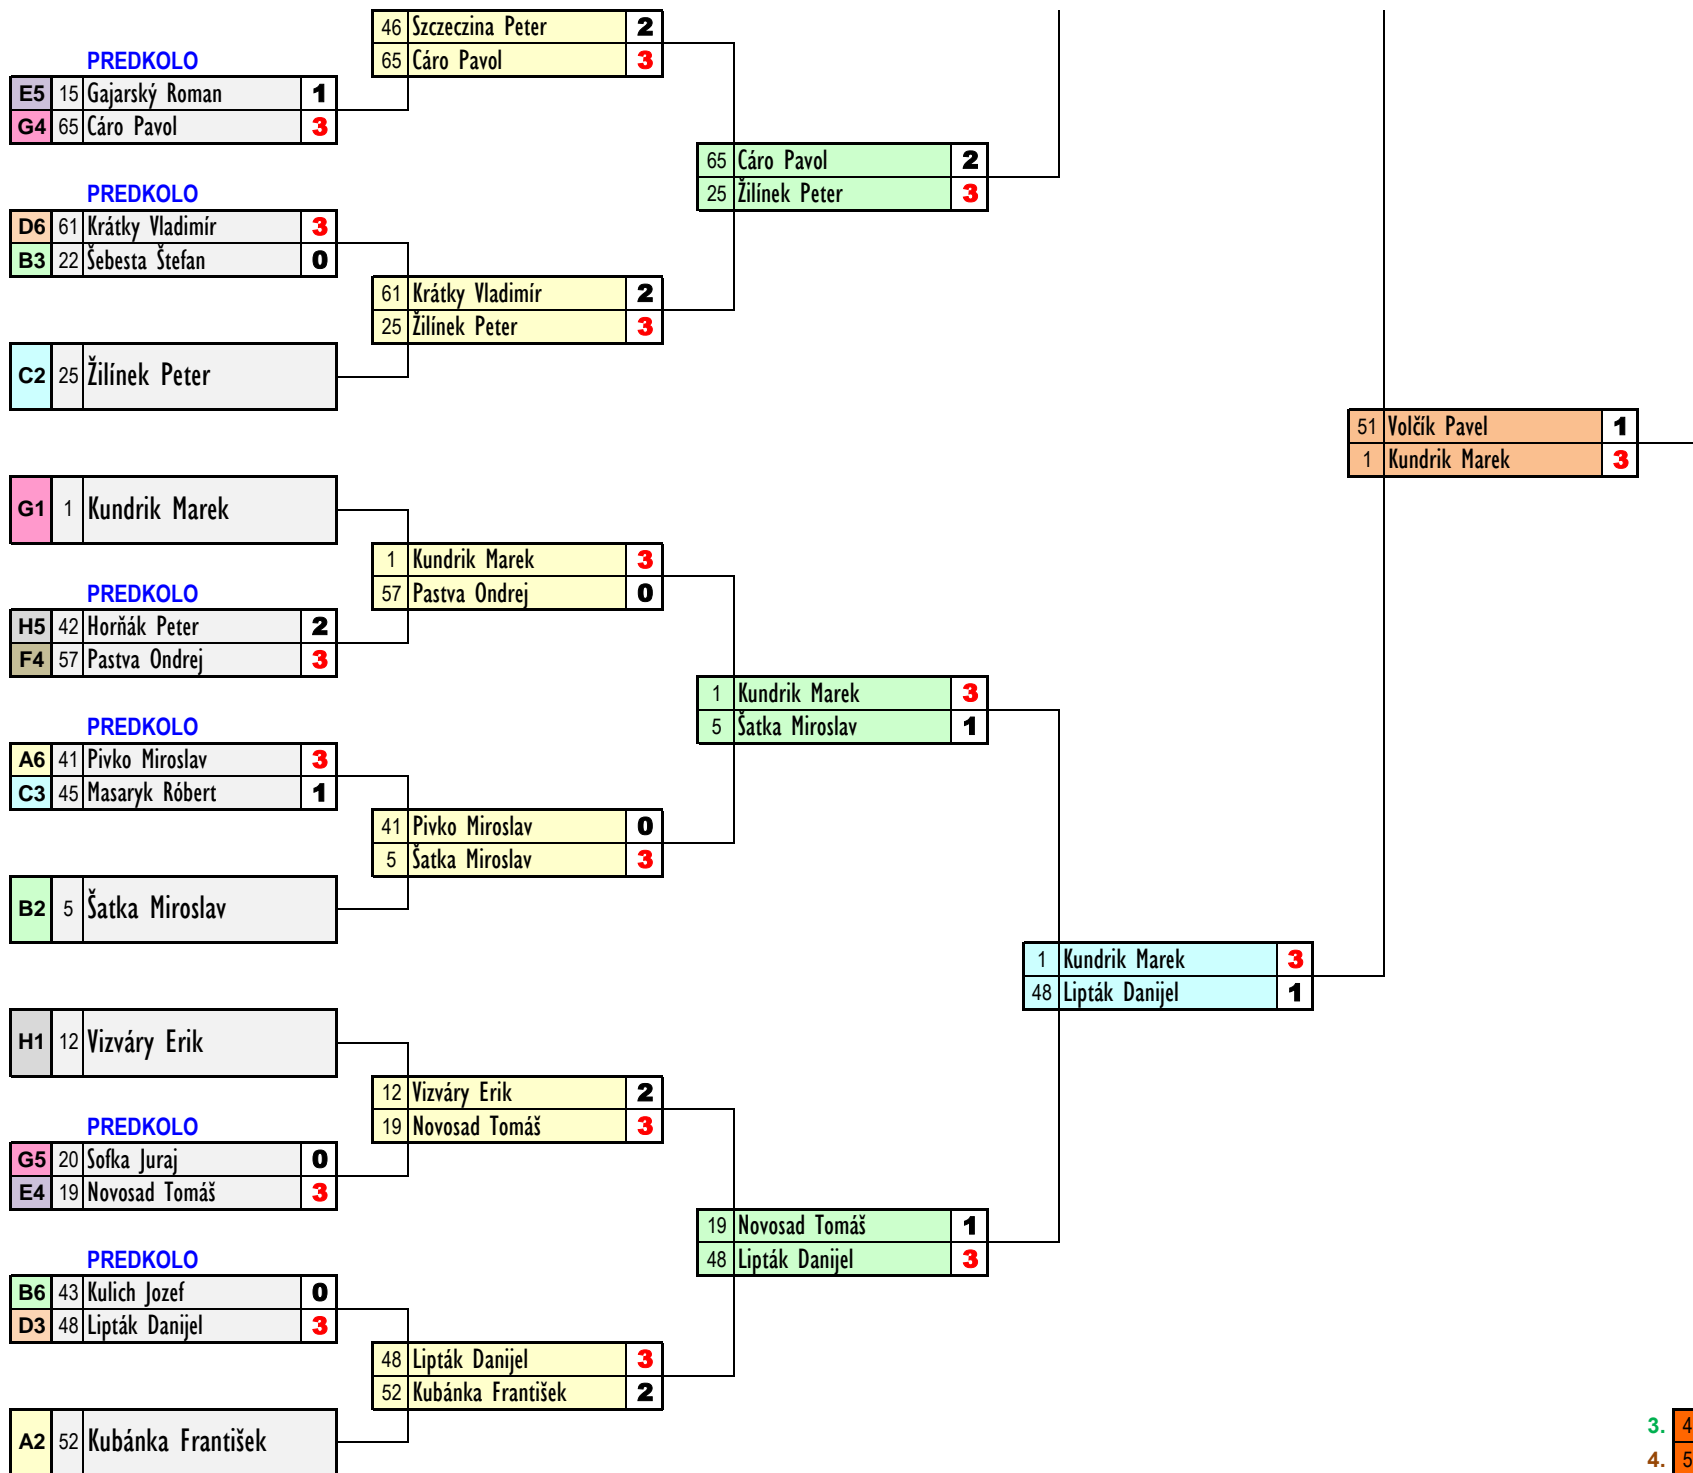 46 Szczeczina Peter 2
65 Cáro Pavol 3
PREDKOLO
E5 15 Gajarský Roman 1
G4 65 Cáro Pavol 3
65 Cáro Pavol 2
25 Žilínek Peter 3
PREDKOLO
D6 61 Krátky Vladimír 3
B3 22 Šebesta Štefan 0
61 Krátky Vladimír 2
25 Žilínek Peter 3
C2 25 Žilínek Peter
51 Volčík Pavel 1
1 Kundrik Marek 3
G1 1 Kundrik Marek
1 Kundrik Marek 3
57 Pastva Ondrej 0
PREDKOLO
H5 42 Horňák Peter 2
F4 57 Pastva Ondrej 3
1 Kundrik Marek 3
5 Šatka Miroslav 1
PREDKOLO
A6 41 Pivko Miroslav 3
C3 45 Masaryk Róbert 1
41 Pivko Miroslav 0
5 Šatka Miroslav 3
B2 5 Šatka Miroslav
1 Kundrik Marek 3
48 Lipták Danijel 1
H1 12 Vizváry Erik
12 Vizváry Erik 2
19 Novosad Tomáš 3
PREDKOLO
G5 20 Sofka Juraj 0
E4 19 Novosad Tomáš 3
19 Novosad Tomáš 1
48 Lipták Danijel 3
PREDKOLO
B6 43 Kulich Jozef 0
D3 48 Lipták Danijel 3
48 Lipták Danijel 3
52 Kubánka František 2
A2 52 Kubánka František
3. 4
4. 5